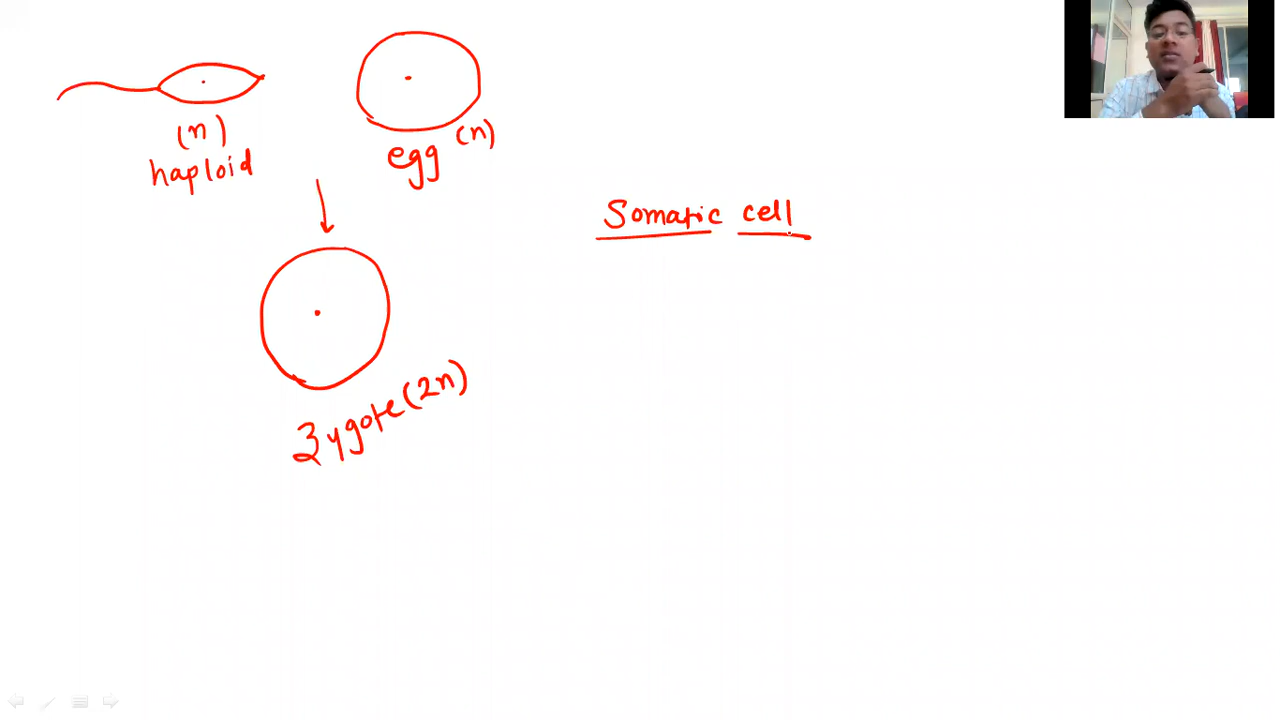 (n)
haploid
egg (n)
Somatic cell
Zygote (2n)